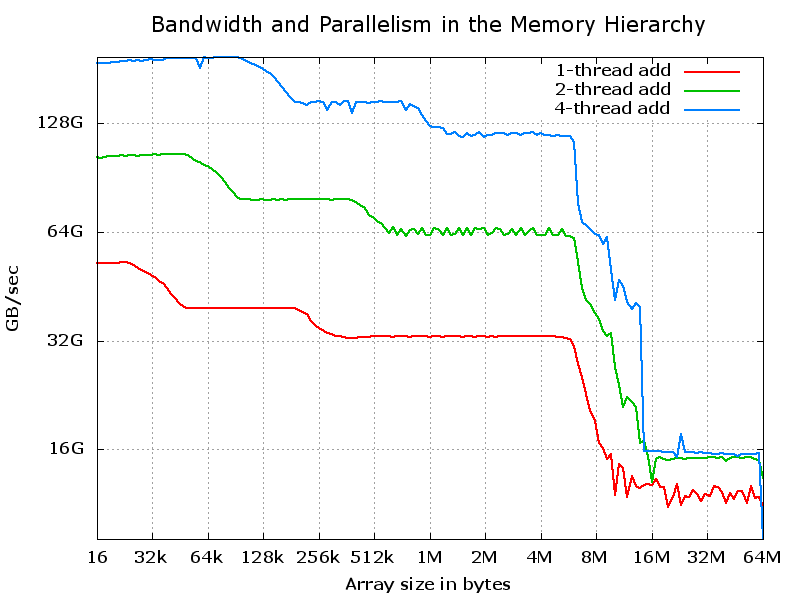 Bandwidth and Parallelism in the Memory Hierarchy
1-thread add
2-thread add
4-thread add
128G
64G
32G
16G
GB/sec
16 32k 64k 128k 256k 512k 1M 2M 4M 8M 16M 32M 64M
Array size in bytes